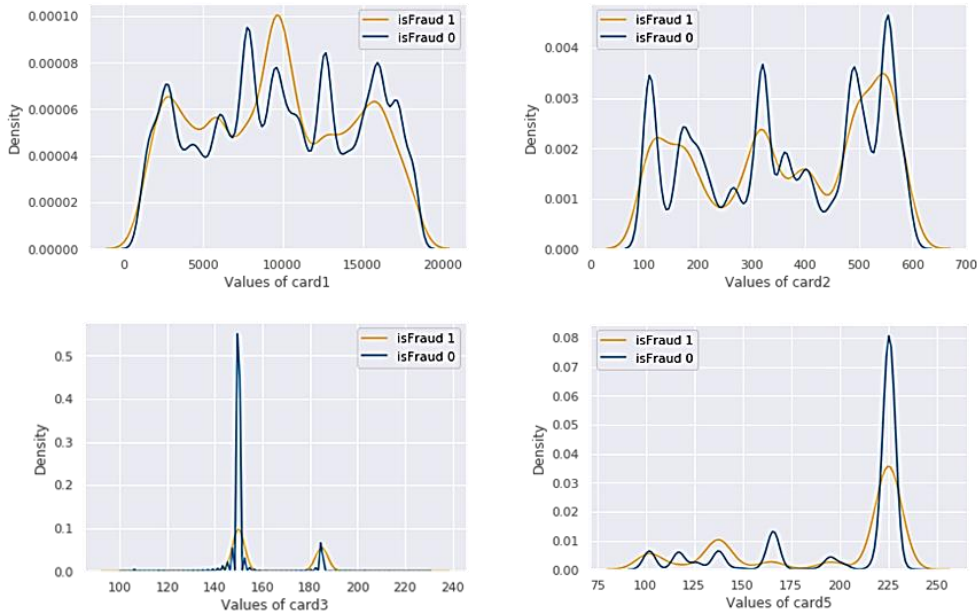 0.00010
0.00008
0.00006
0.00004
0.00002
0.00000
Density
isFraud 1
isFraud 0
0 5000 10000 15000 20000
Values of card1
0.004
0.003
0.002
0.001
0.000
Density
isFraud 1
isFraud 0
0 100 200 300 400 500 600 700
Values of card2
0.5
0.4
0.3
0.2
0.1
0.0
Density
isFraud 1
isFraud 0
100 120 140 160 180 200 220 240
Values of card3
0.08
0.07
0.06
0.05
0.04
0.03
0.02
0.01
0.00
Density
isFraud 1
isFraud 0
75 100 125 150 175 200 225 250
Values of card5